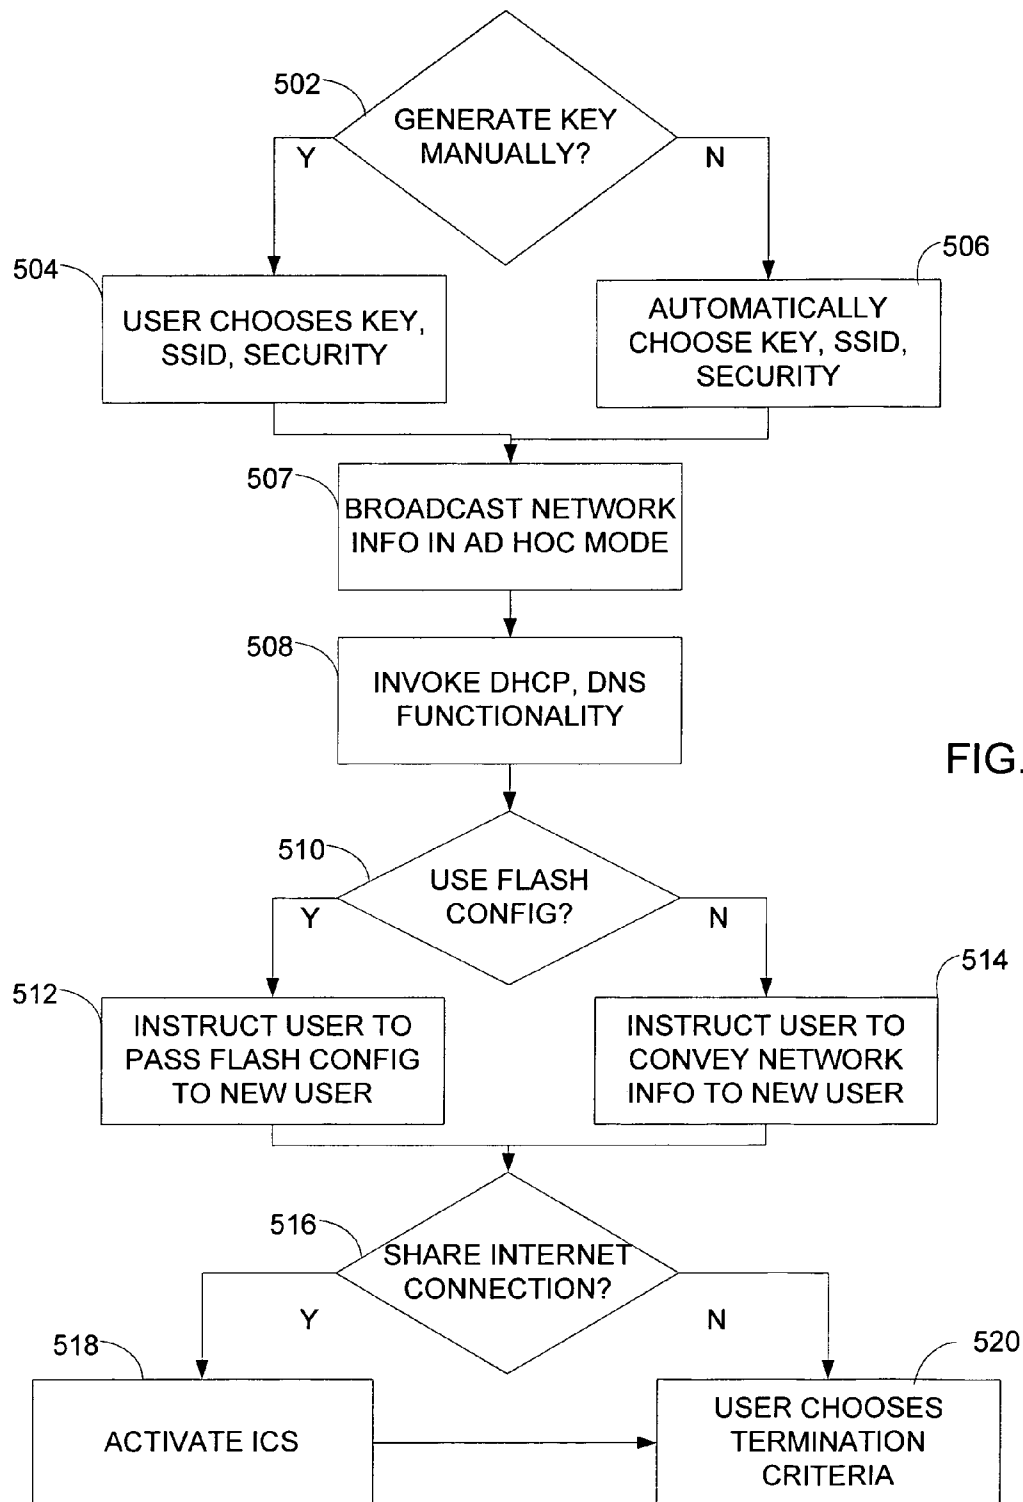 502
GENERATE KEY
MANUALLY?
Y
N
504
506
USER CHOOSES KEY,
SSID, SECURITY
AUTOMATICALLY
CHOOSE KEY, SSID,
SECURITY
507
BROADCAST NETWORK
INFO IN AD HOC MODE
508
INVOKE DHCP, DNS
FUNCTIONALITY
FIG.
510
USE FLASH
CONFIG?
Y
N
512
514
INSTRUCT USER TO
PASS FLASH CONFIG
TO NEW USER
INSTRUCT USER TO
CONVEY NETWORK
INFO TO NEW USER
516
SHARE INTERNET
CONNECTION?
Y
N
518
520
ACTIVATE ICS
USER CHOOSES
TERMINATION
CRITERIA